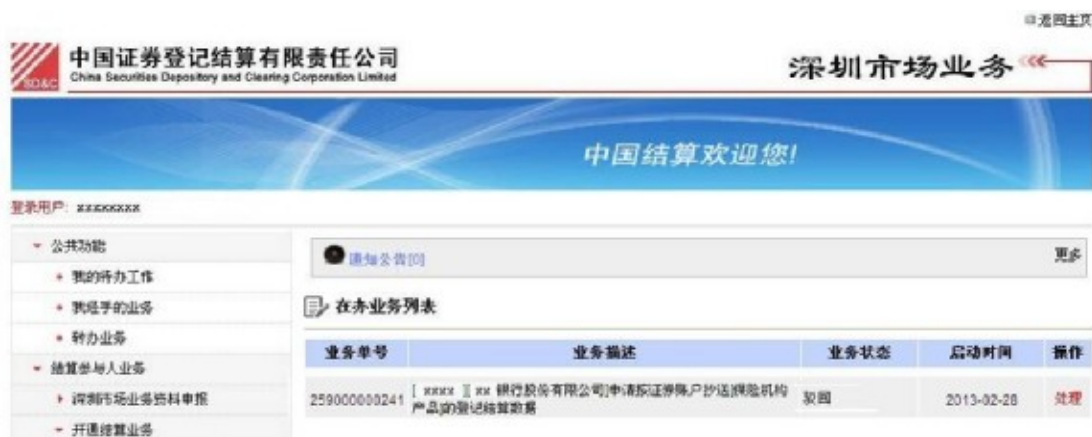 返回主页
中国证券登记结算有限责任公司
China Securities Depository and Clearing Corporation Limited
SD&C
深圳市场业务
中国结算欢迎您!
登录用户: xxxxxxxx
公共功能
通知公告[0]
更多
我的待办工作
我经手的业务
在办业务列表
转办业务
业务单号 业务描述 业务状态 启动时间 操作
结算参与人业务
259000000241 [ xxxx ][ xx 银行股份有限公司]申请按证券账户抄送[保险机构产品]的登记结算数据 驳回 2013-02-28 处理
深圳市场业务资料申报
开通结算业务